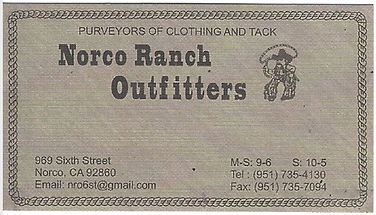 PURVEYORS OF CLOTHING AND TACK
Norco Ranch
Outfitters
969 Sixth Street
Norco, CA 92860
Email: nro6st@gmail.com
M-S: 9-6 S: 10-5
Tel : (951) 735-4130
Fax: (951) 735-7094